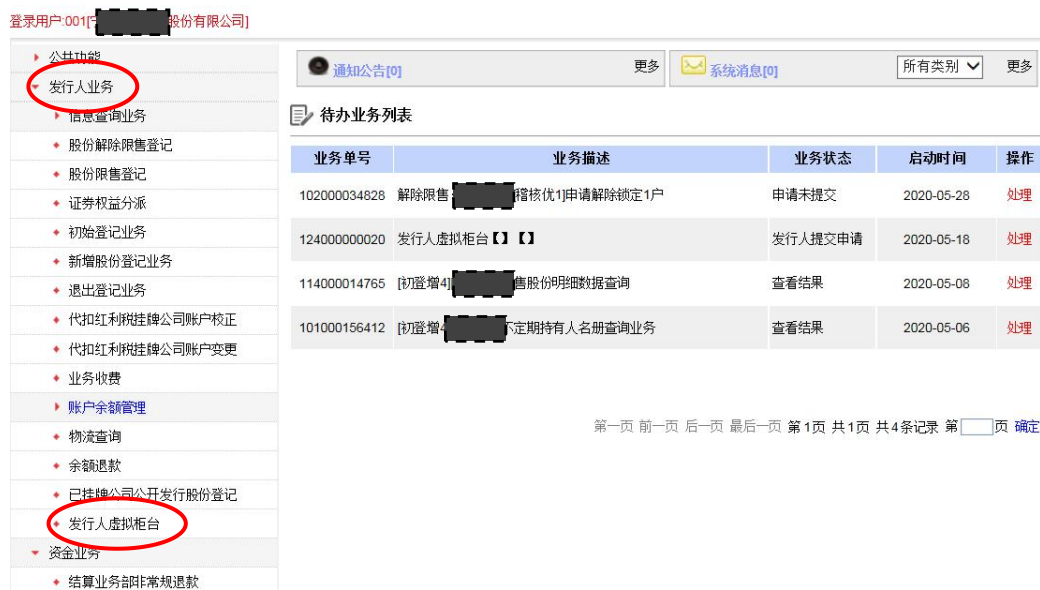 登录用户:001[ 股份有限公司]
公共功能
发行人业务
信息查询业务
股份解除限售登记
股份限售登记
证券权益分派
初始登记业务
新增股份登记业务
退出登记业务
代扣红利税挂牌公司账户校正
代扣红利税挂牌公司账户变更
业务收费
账户余额管理
物流查询
余额退款
已挂牌公司公开发行股份登记
发行人虚拟柜台
资金业务
结算业务部非常规退款
通知公告[0] 更多 系统消息[0] 所有类别 更多
待办业务列表
业务单号 业务描述 业务状态 启动时间 操作
102000034828 解除限售 稽核优1]申请解除锁定1户 申请未提交 2020-05-28 处理
124000000020 发行人虚拟柜台【】【】 发行人提交申请 2020-05-18 处理
114000014765 [初登增4] 售股份明细数据查询 查看结果 2020-05-08 处理
101000156412 [初登增 不定期持有人名册查询业务 查看结果 2020-05-06 处理
第一页 前一页 后一页 最后一页 第1页 共1页 共4条记录 第 页 确定